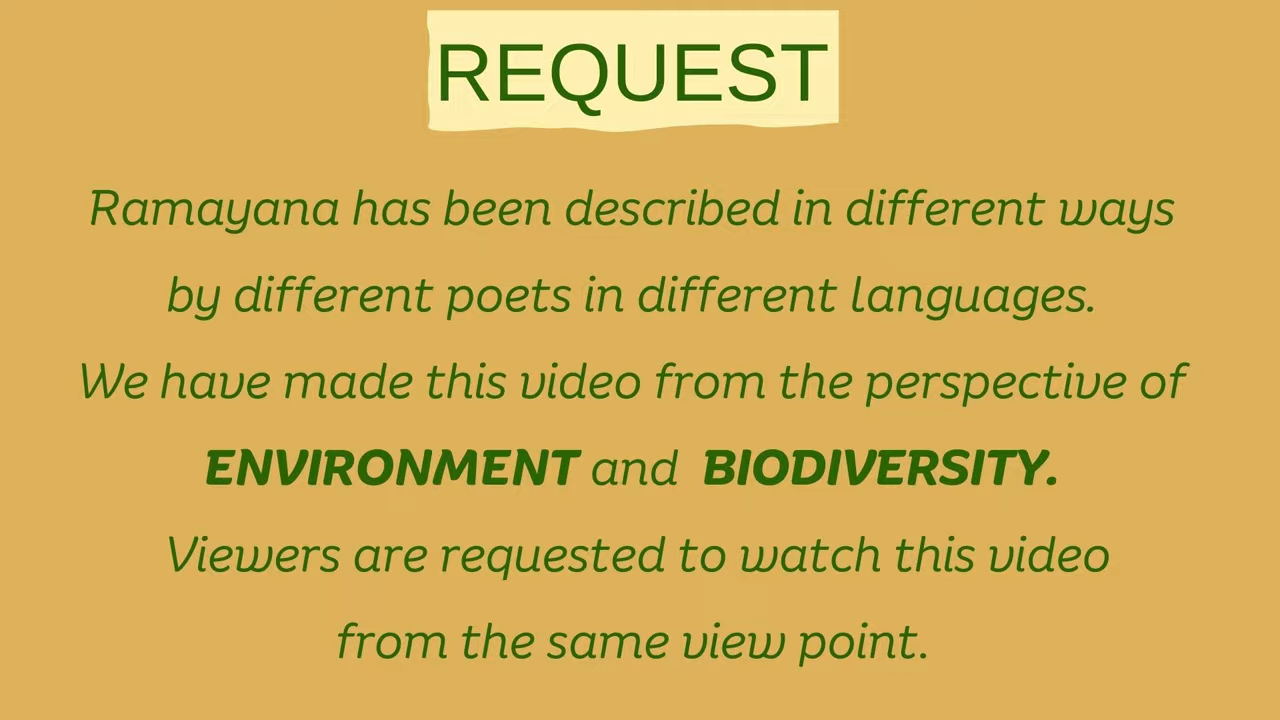 REQUEST
Ramayana has been described in different ways
by different poets in different languages.
We have made this video from the perspective of
ENVIRONMENT and BIODIVERSITY.
Viewers are requested to watch this video
from the same view point.